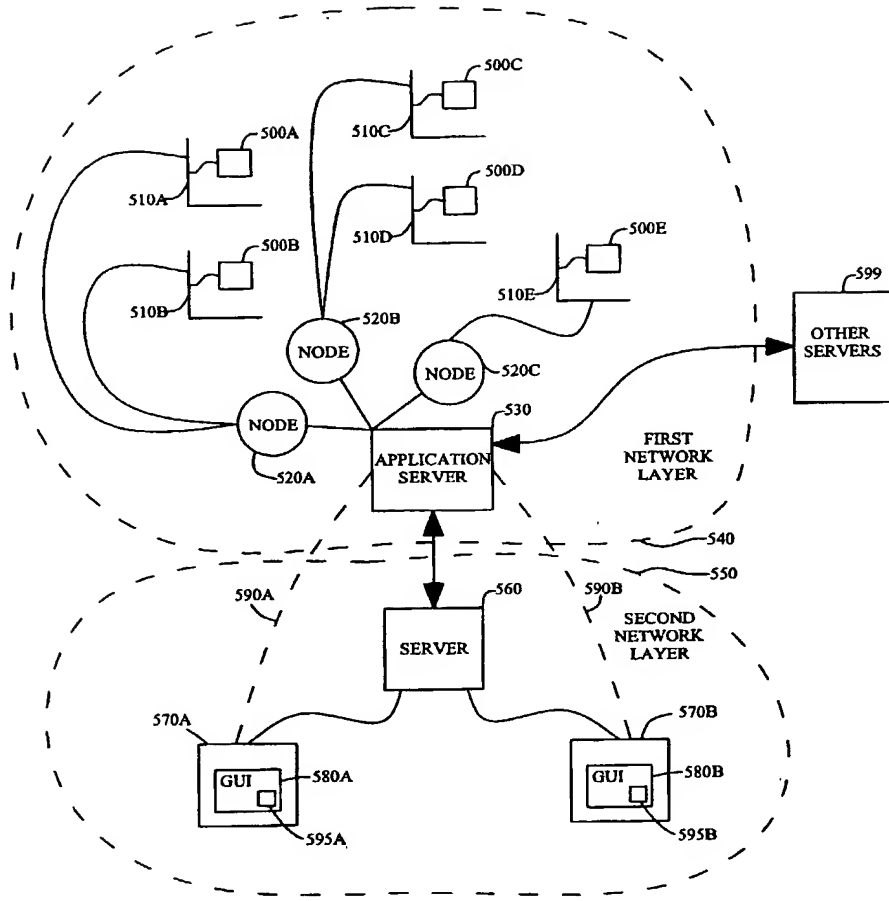 500C
500A
510C
500D
510A
500B
510D
500E
510B
520B
510E
599
NODE
OTHER
SERVERS
NODE
520C
NODE
530
520A
APPLICATION
SERVER
FIRST
NETWORK
LAYER
540
550
590A
560
590B
SECOND
NETWORK
LAYER
SERVER
570A
570B
GUI
580A
GUI
580B
595A
595B